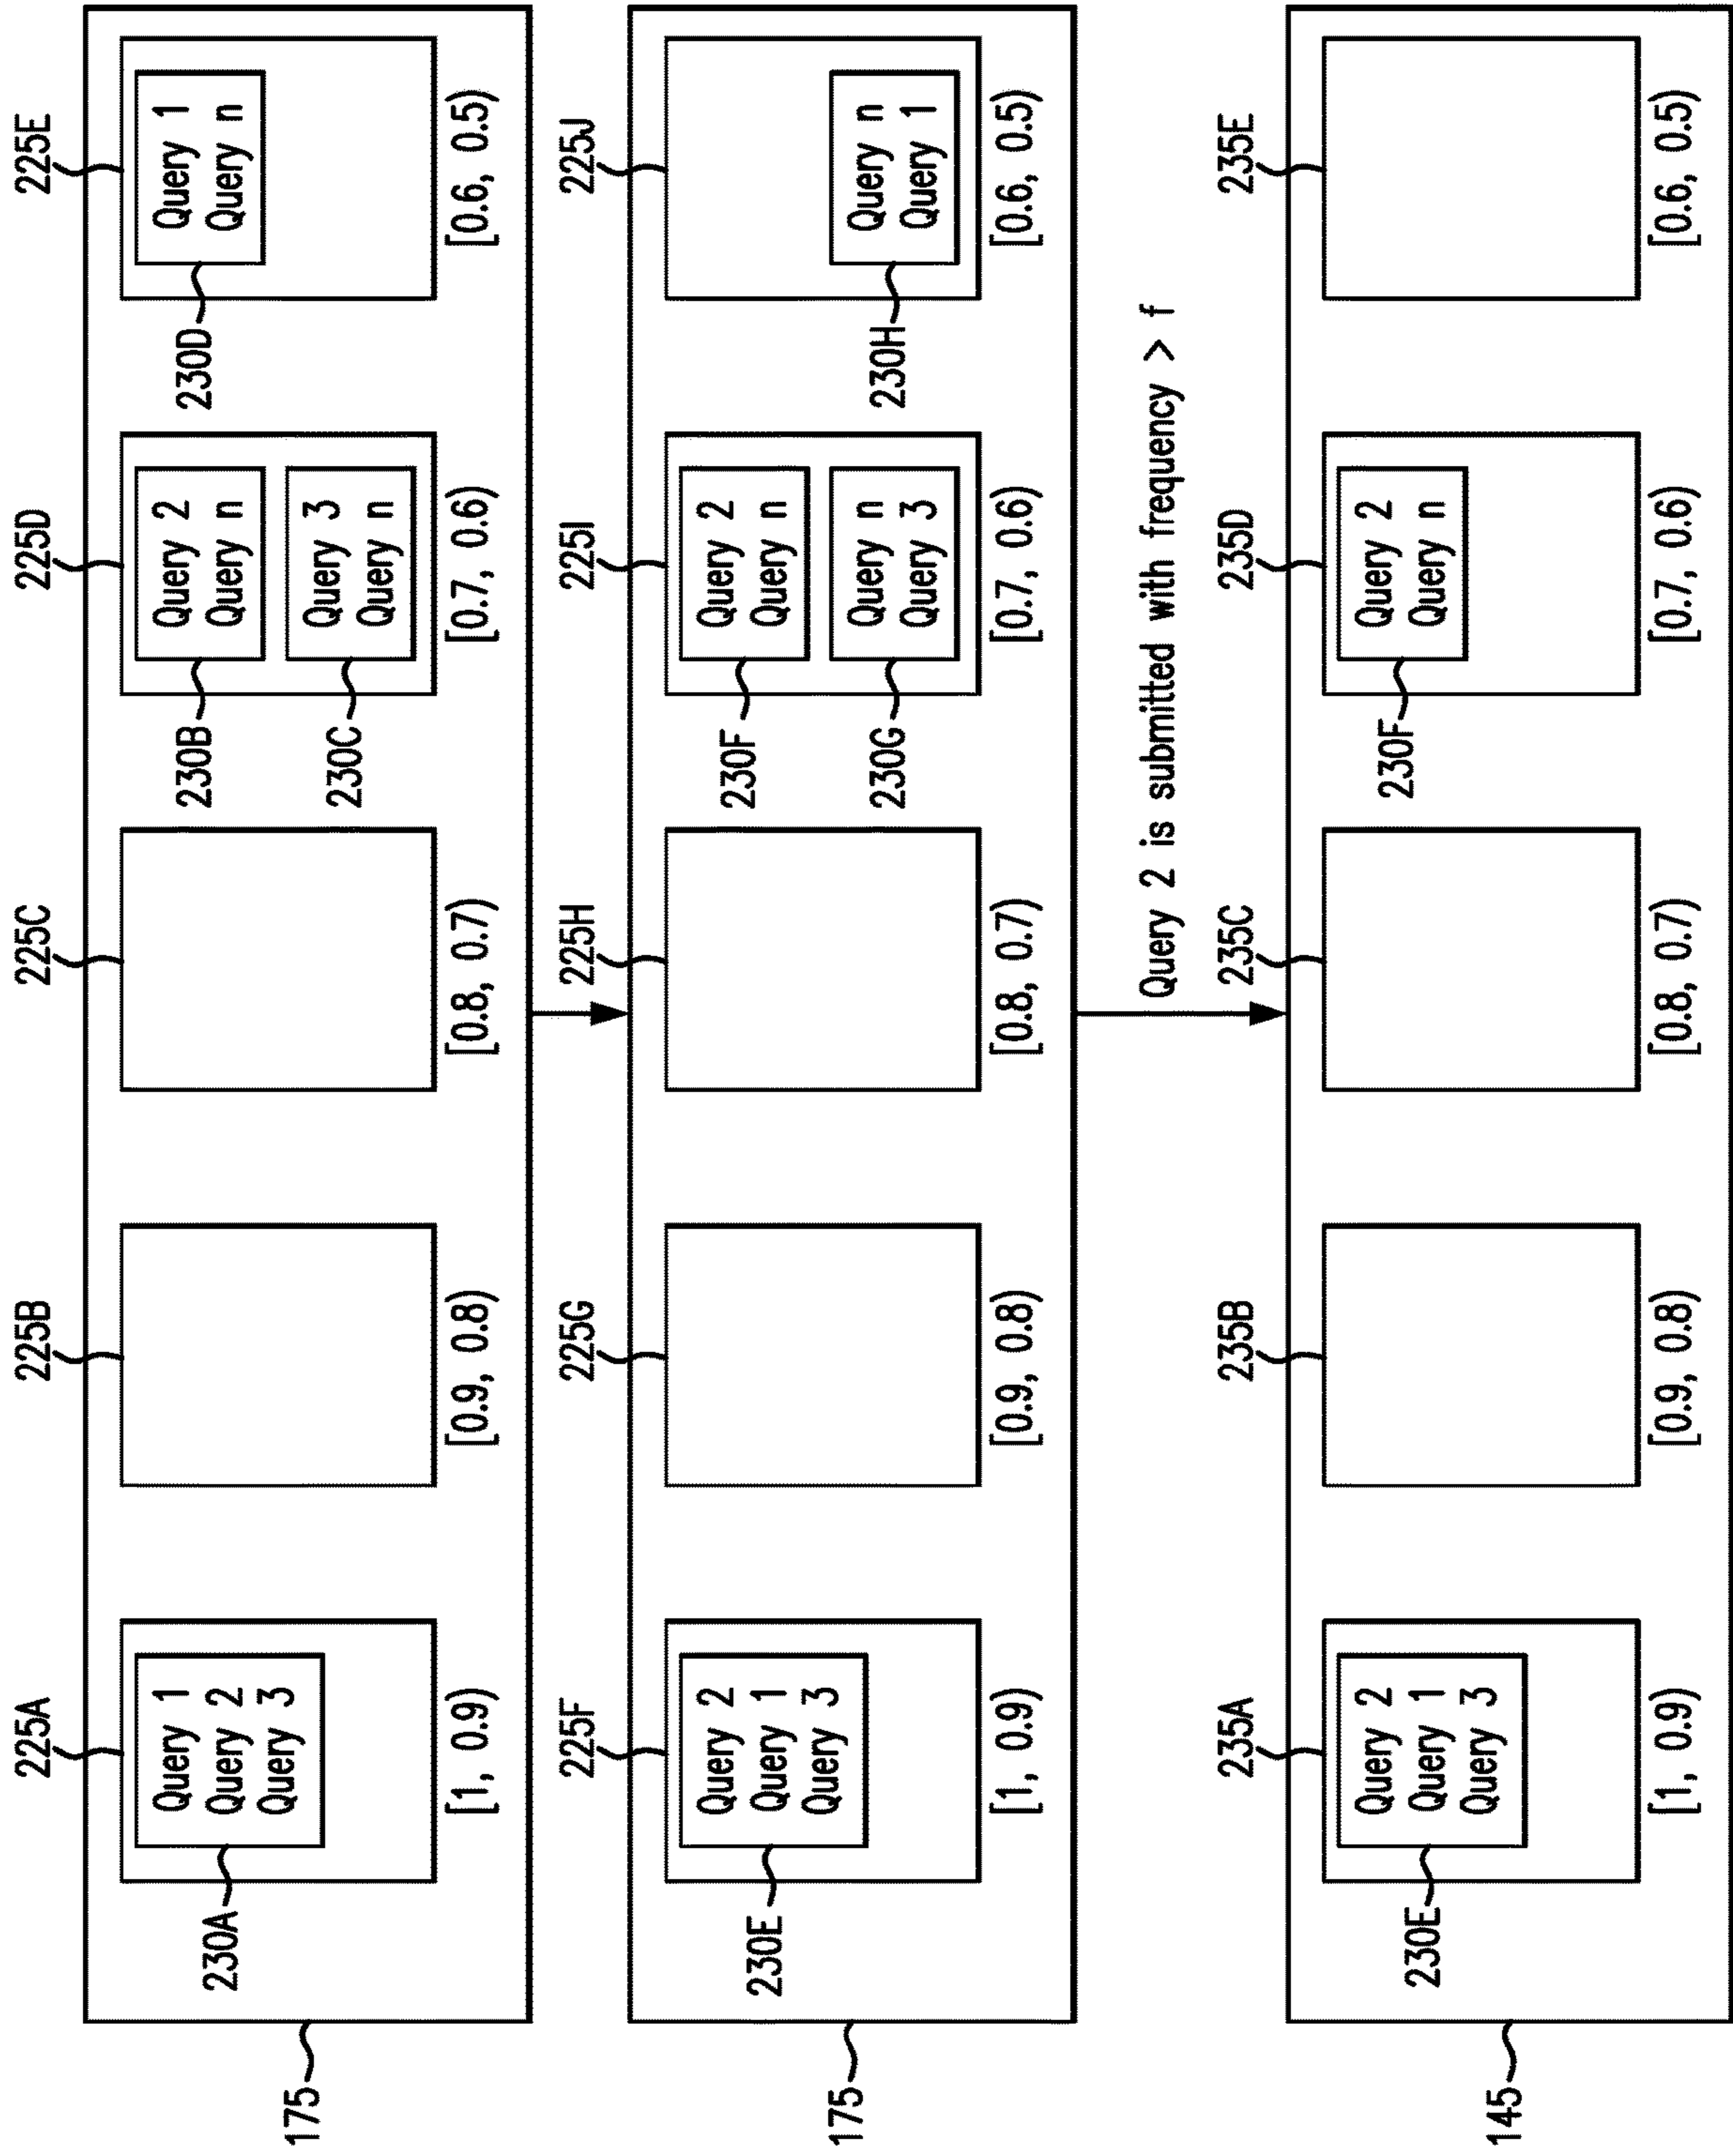 225A
225B
225C
225D
225E
Query 1
Query 2
Query 3
230A
[1, 0.9)
[0.9, 0.8)
[0.8, 0.7)
Query 2
Query n
230B
Query 3
Query n
230C
[0.7, 0.6)
Query 1
Query n
230D
[0.6, 0.5)
175
225F
225G
225H
225I
225J
Query 2
Query 1
Query 3
230E
[1, 0.9)
[0.9, 0.8)
[0.8, 0.7)
Query 2
Query n
230F
Query n
Query 3
230G
[0.7, 0.6)
Query n
Query 1
230H
[0.6, 0.5)
175
Query 2 is submitted with frequency > f
235A
235B
235C
235D
235E
Query 2
Query 1
Query 3
230E
[1, 0.9)
[0.9, 0.8)
[0.8, 0.7)
Query 2
Query n
230F
[0.7, 0.6)
[0.6, 0.5)
145